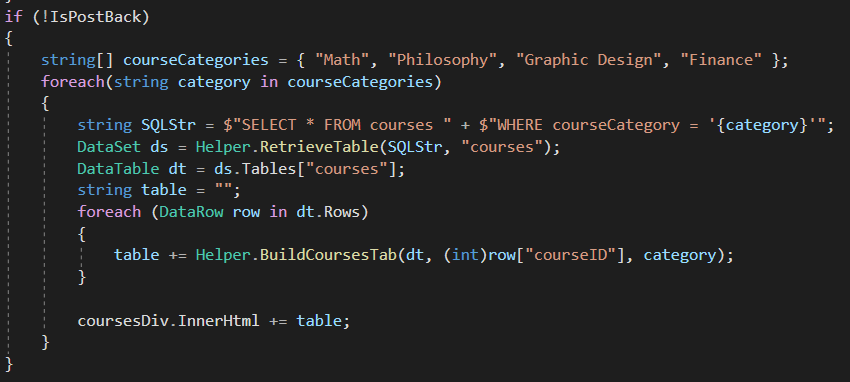 if (!IsPostBack)
{
string[] courseCategories = { "Math", "Philosophy", "Graphic Design", "Finance" };
foreach(string category in courseCategories)
{
string SQLStr = $"SELECT * FROM courses " + $"WHERE courseCategory = '{category}'";
DataSet ds = Helper.RetrieveTable(SQLStr, "courses");
DataTable dt = ds.Tables["courses"];
string table = "";
foreach (DataRow row in dt.Rows)
{
table += Helper.BuildCoursesTab(dt, (int)row["courseID"], category);
}
coursesDiv.InnerHtml += table;
}
}